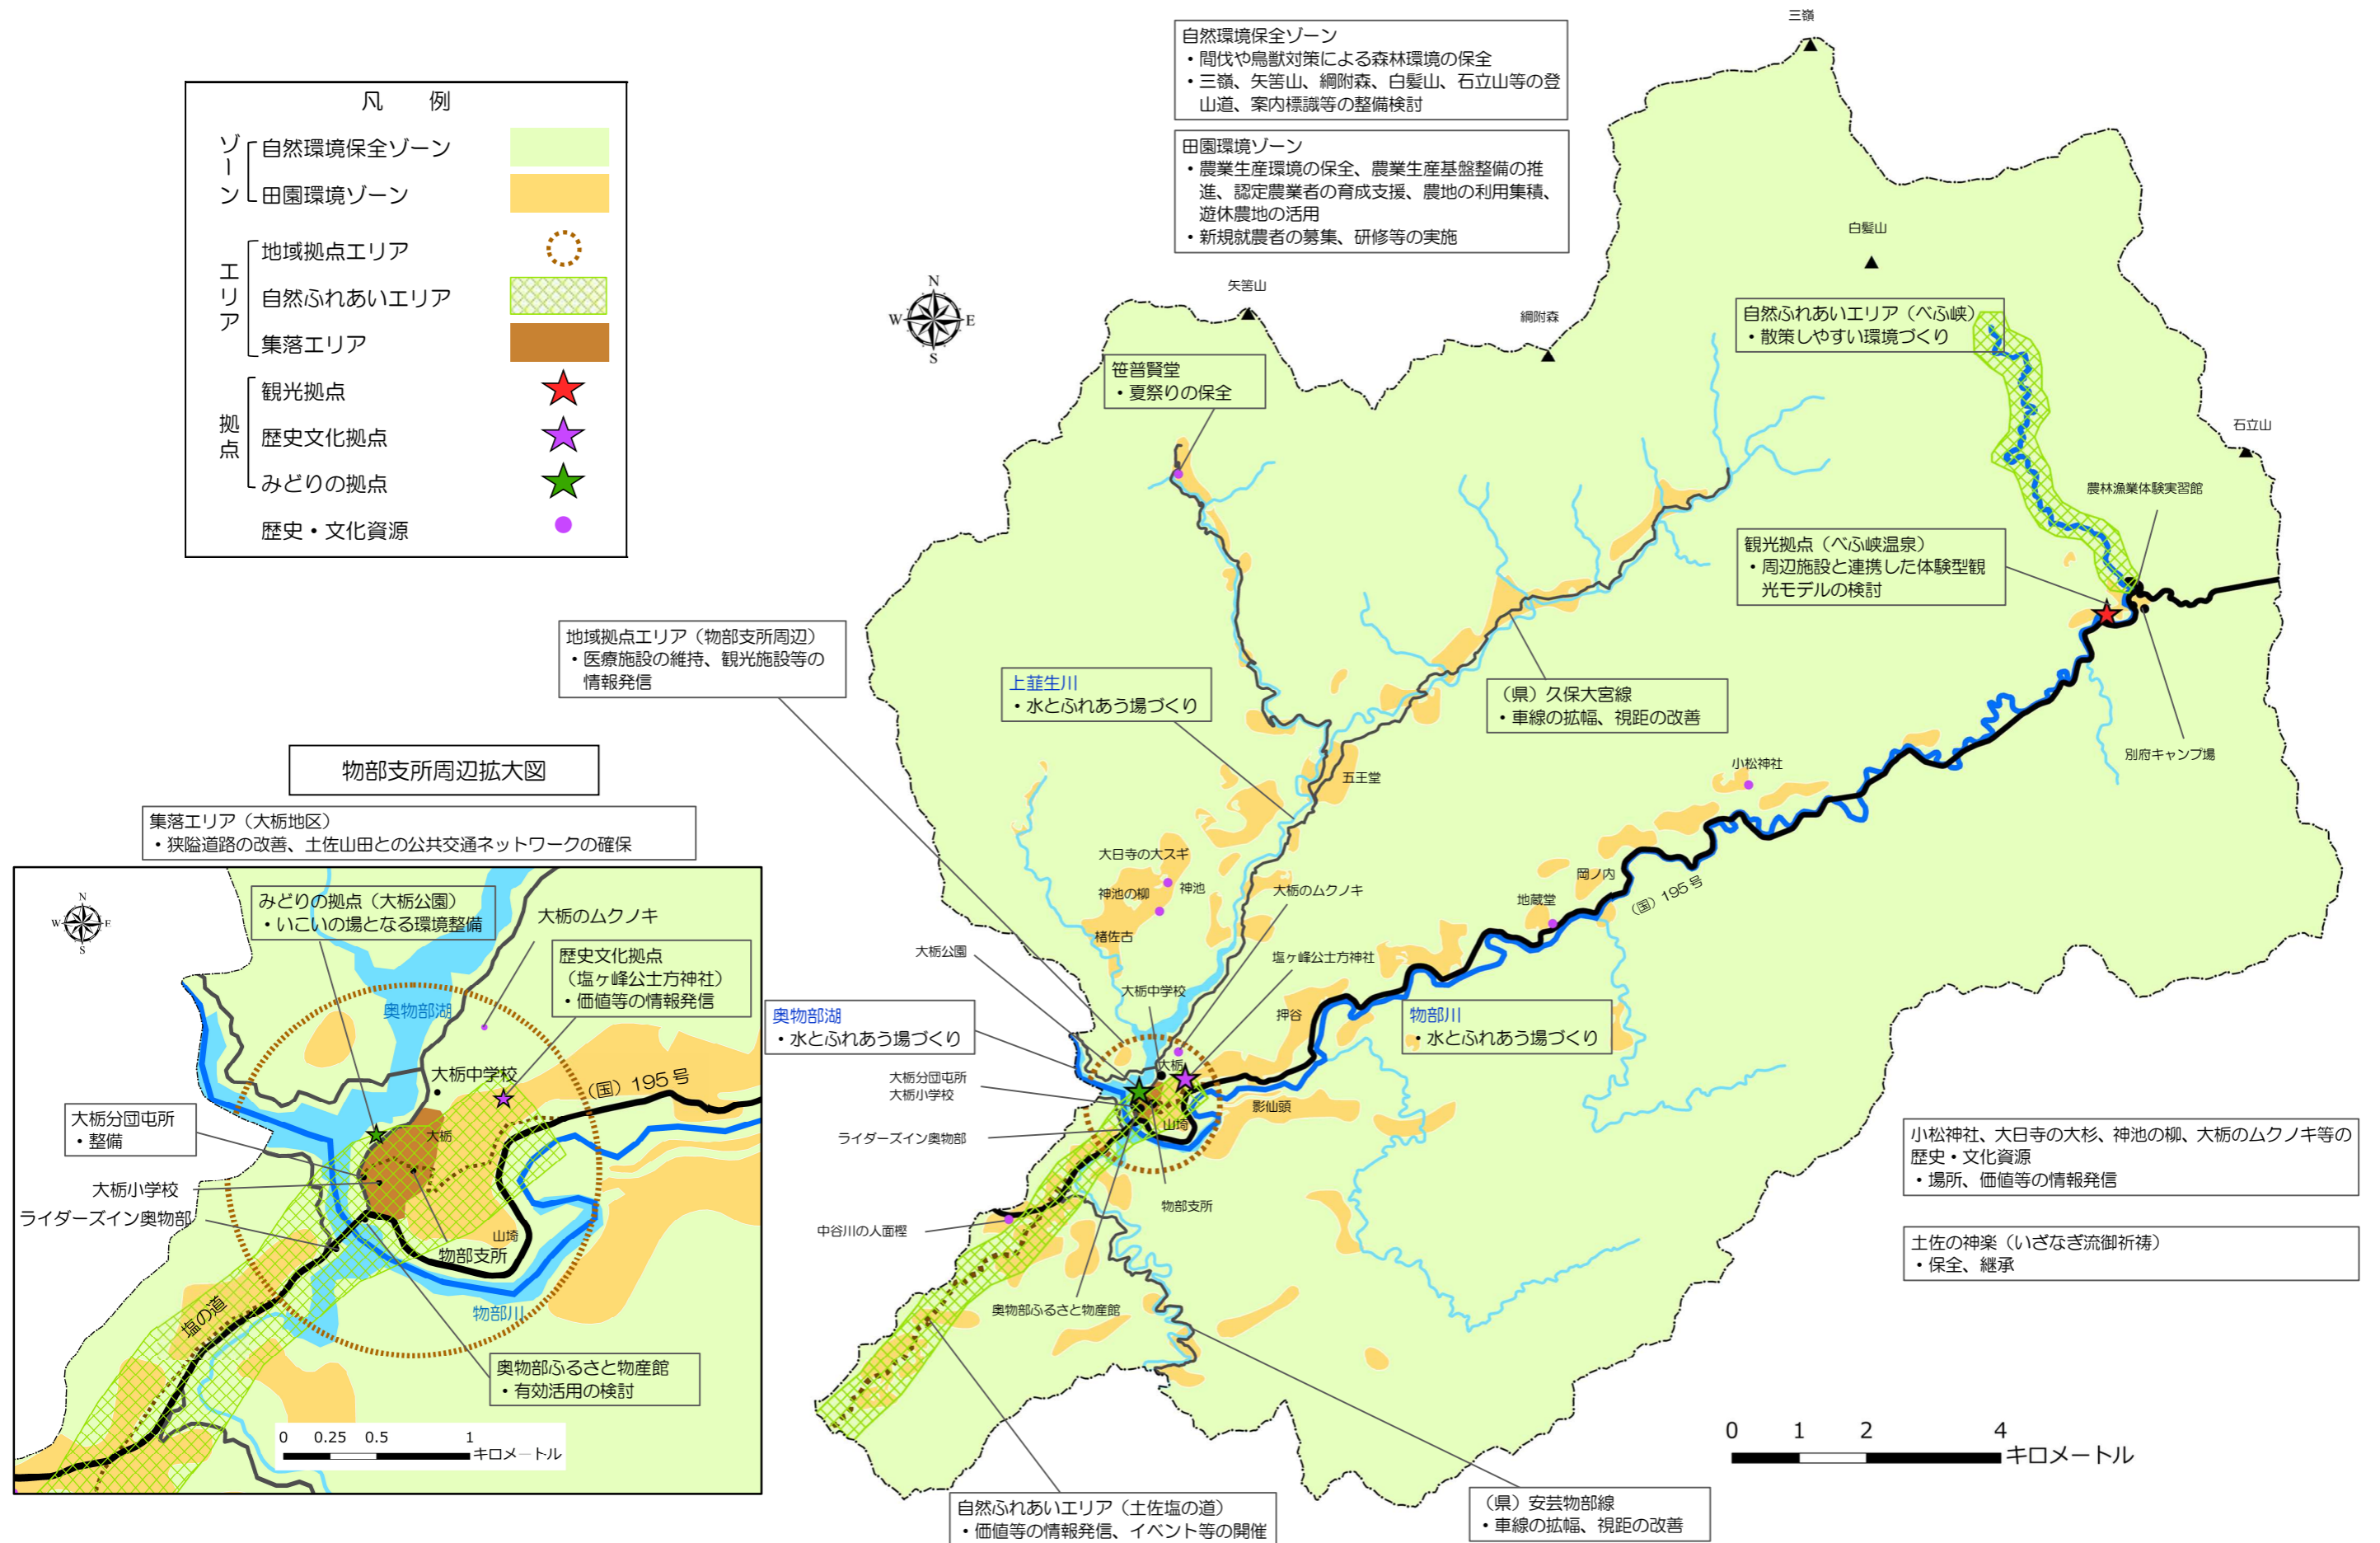 凡　例
ゾーン
自然環境保全ゾーン
田園環境ゾーン
エリア
地域拠点エリア
自然ふれあいエリア
集落エリア
拠点
観光拠点
歴史文化拠点
みどりの拠点
歴史・文化資源
自然環境保全ゾーン
・間伐や鳥獣対策による森林環境の保全
・三嶺、矢筈山、綱附森、白髪山、石立山等の登
山道、案内標識等の整備検討
田園環境ゾーン
・農業生産環境の保全、農業生産基盤整備の推
進、認定農業者の育成支援、農地の利用集積、
遊休農地の活用
・新規就農者の募集、研修等の実施
三嶺
白髪山
矢筈山
綱附森
石立山
N
W
E
S
自然ふれあいエリア（べふ峡）
・散策しやすい環境づくり
笹普賢堂
・夏祭りの保全
農林漁業体験実習館
観光拠点（べふ峡温泉）
・周辺施設と連携した体験型観
光モデルの検討
地域拠点エリア（物部支所周辺）
・医療施設の維持、観光施設等の
情報発信
上韮生川
・水とふれあう場づくり
（県）久保大宮線
・車線の拡幅、視距の改善
別府キャンプ場
小松神社
五王堂
大日寺の大スギ
神池の柳
神池
大栃のムクノキ
岡ノ内
地蔵堂
（国）195号
楮佐古
大栃公園
塩ヶ峰公士方神社
大栃中学校
押谷
奥物部湖
・水とふれあう場づくり
物部川
・水とふれあう場づくり
大栃
大栃分団屯所
大栃小学校
影仙頭
山埼
ライダーズイン奥物部
物部支所
中谷川の人面樫
奥物部ふるさと物産館
小松神社、大日寺の大杉、神池の柳、大栃のムクノキ等の
歴史・文化資源
・場所、価値等の情報発信
土佐の神楽（いざなぎ流御祈祷）
・保全、継承
自然ふれあいエリア（土佐塩の道）
・価値等の情報発信、イベント等の開催
（県）安芸物部線
・車線の拡幅、視距の改善
0 1 2 4
キロメートル
物部支所周辺拡大図
集落エリア（大栃地区）
・狭隘道路の改善、土佐山田との公共交通ネットワークの確保
N
W
E
S
みどりの拠点（大栃公園）
・いこいの場となる環境整備
大栃のムクノキ
歴史文化拠点
（塩ヶ峰公士方神社）
・価値等の情報発信
奥物部湖
大栃中学校
（国）195号
大栃分団屯所
・整備
大栃
大栃小学校
ライダーズイン奥物部
山埼
物部支所
物部川
塩の道
奥物部ふるさと物産館
・有効活用の検討
0 0.25 0.5 1
キロメートル